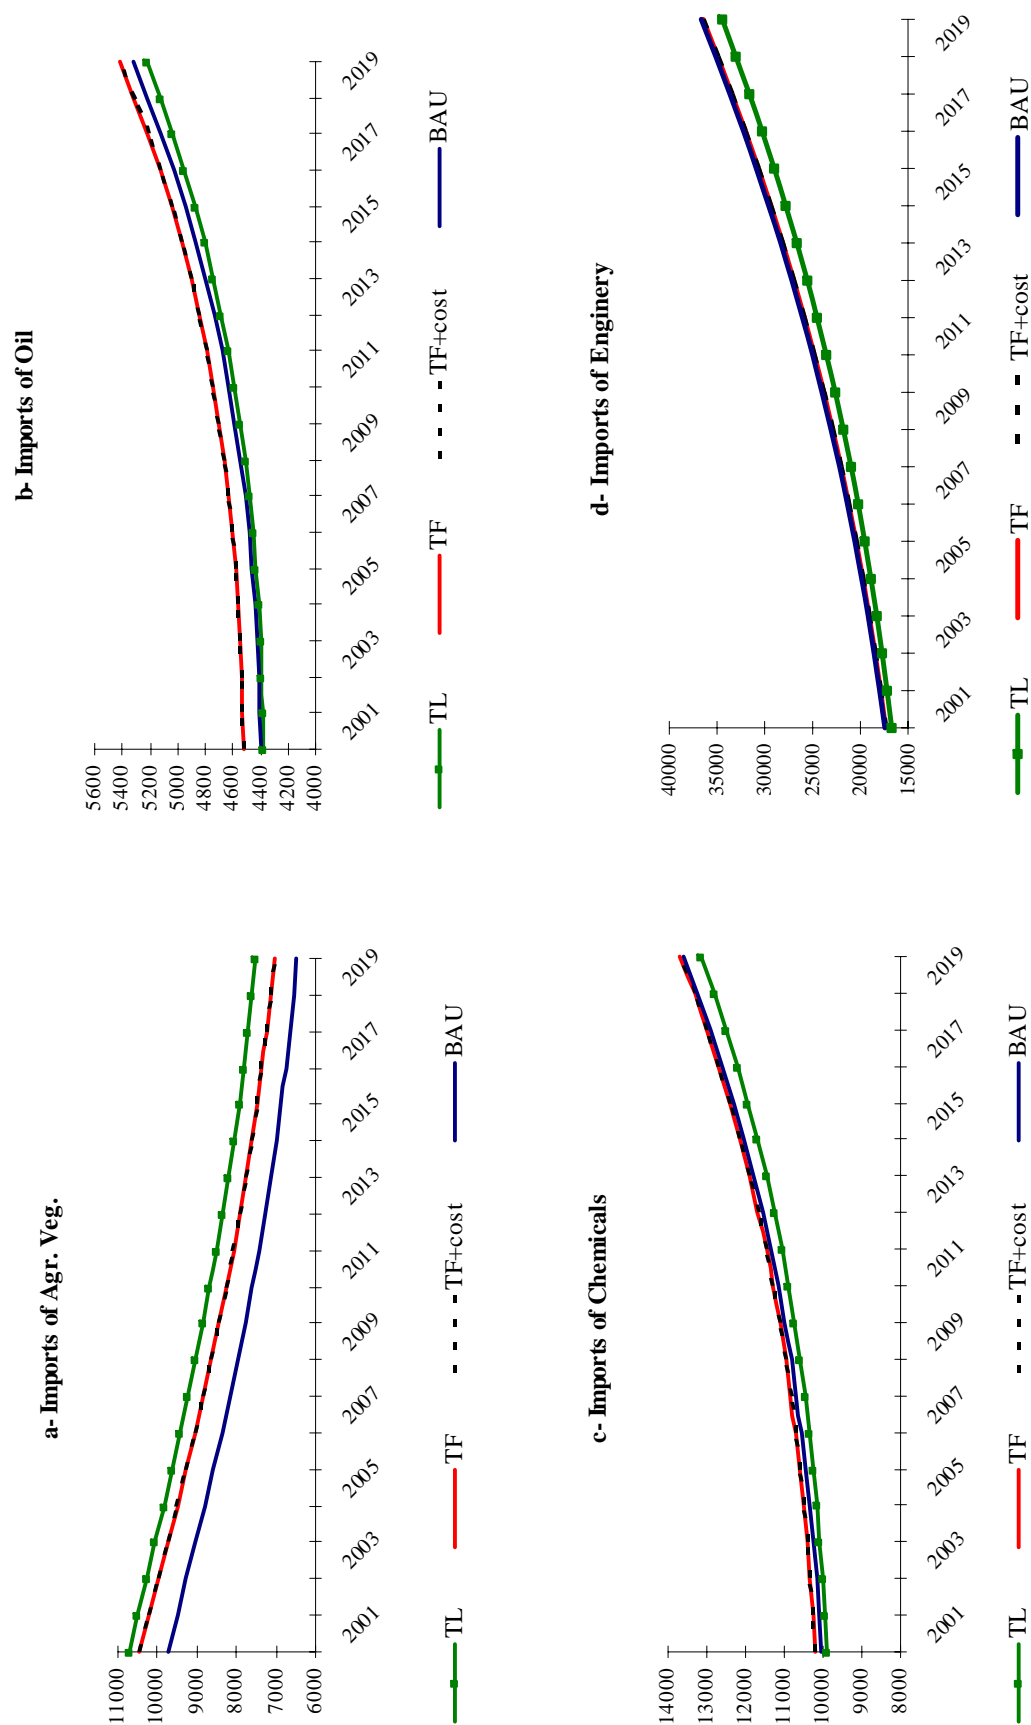 a- Imports of Agr. Veg.
11000
10000
9000
8000
7000
6000
2001 2003 2005 2007 2009 2011 2013 2015 2017 2019
TL TF TF+cost BAU
b- Imports of Oil
5600
5400
5200
5000
4800
4600
4400
4200
4000
2001 2003 2005 2007 2009 2011 2013 2015 2017 2019
TL TF TF+cost BAU
c- Imports of Chemicals
14000
13000
12000
11000
10000
9000
8000
2001 2003 2005 2007 2009 2011 2013 2015 2017 2019
TL TF TF+cost BAU
d- Imports of Enginery
40000
35000
30000
25000
20000
15000
2001 2003 2005 2007 2009 2011 2013 2015 2017 2019
TL TF TF+cost BAU